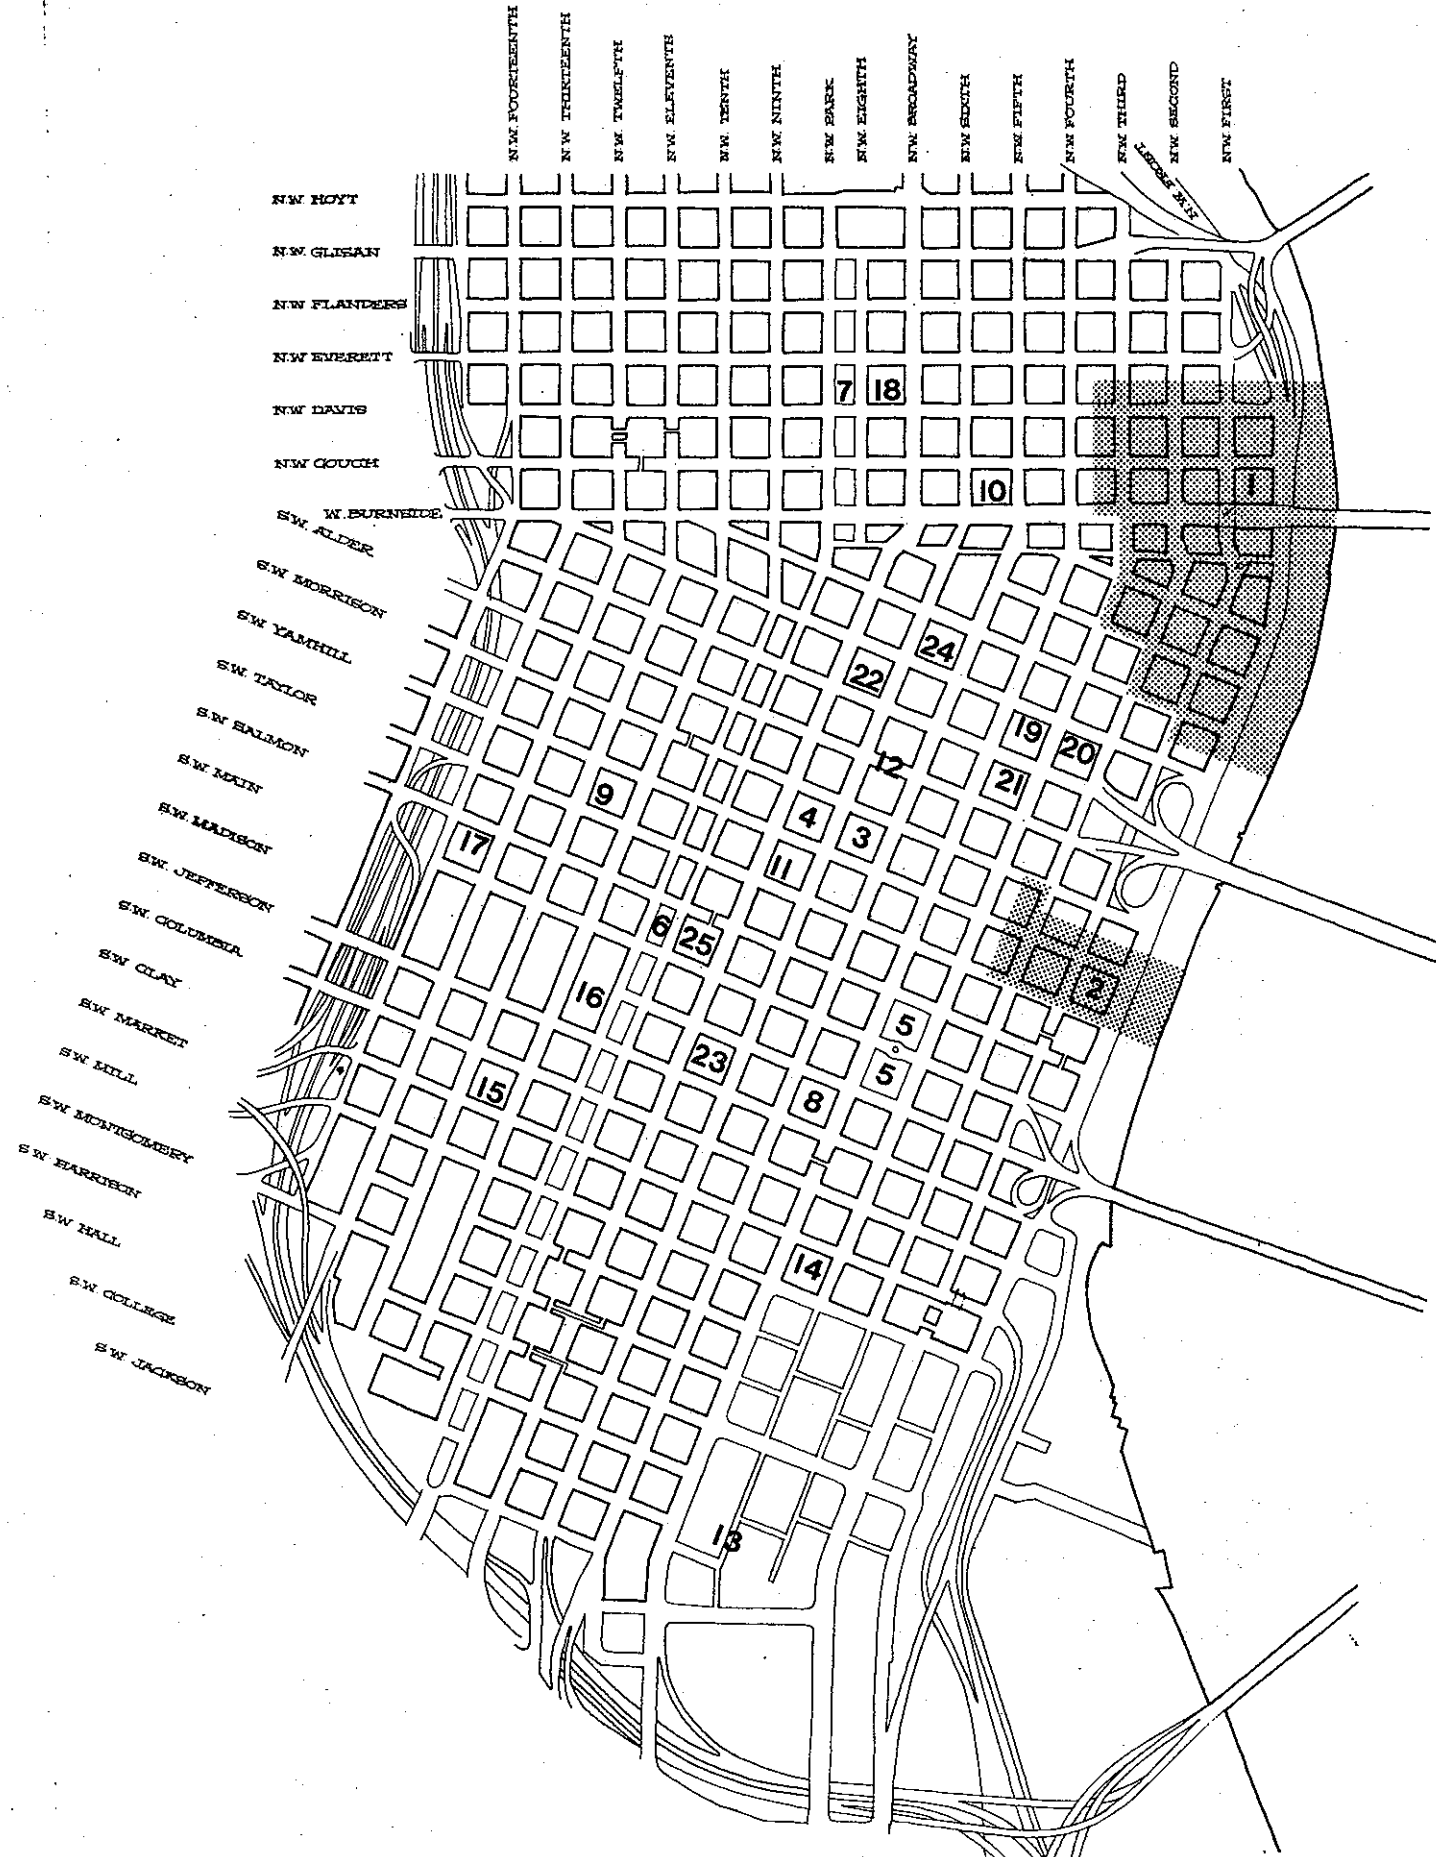 N.W. FOURTEENTH
N.W THIRTEENTH
N.W. TWELFTH
N.W. ELEVENTH
N.W. TENTH
N.W. NINTH
N.W PARK
N.W. EIGHTH
N.W BROADWAY
N.W SIXTH
N.W. FIFTH
N.W FOURTH
N.W THIRD
N.W. SECOND
N.W FIRST
N.W. FRONT
N.W. HOYT
N.W. GLISAN
N.W FLANDERS
N.W EVERETT
N.W DAVIS
N.W COUCH
W. BURNSIDE
S.W. ALDER
S.W MORRISON
S.W YAMHILL
S.W. TAYLOR
S.W SALMON
S.W. MAIN
S.W. MADISON
S.W. JEFFERSON
S.W. COLUMBIA
S.W CLAY
S.W MARKET
S.W MILL
S.W MONTGOMERY
S.W HARRISON
S.W HALL
S.W. COLLEGE
S.W JACKSON
7 18
10 1
24
22
19 20
12
21
9
4 3
17
11
6 25
16 2
5
23
5
15 8
14
13